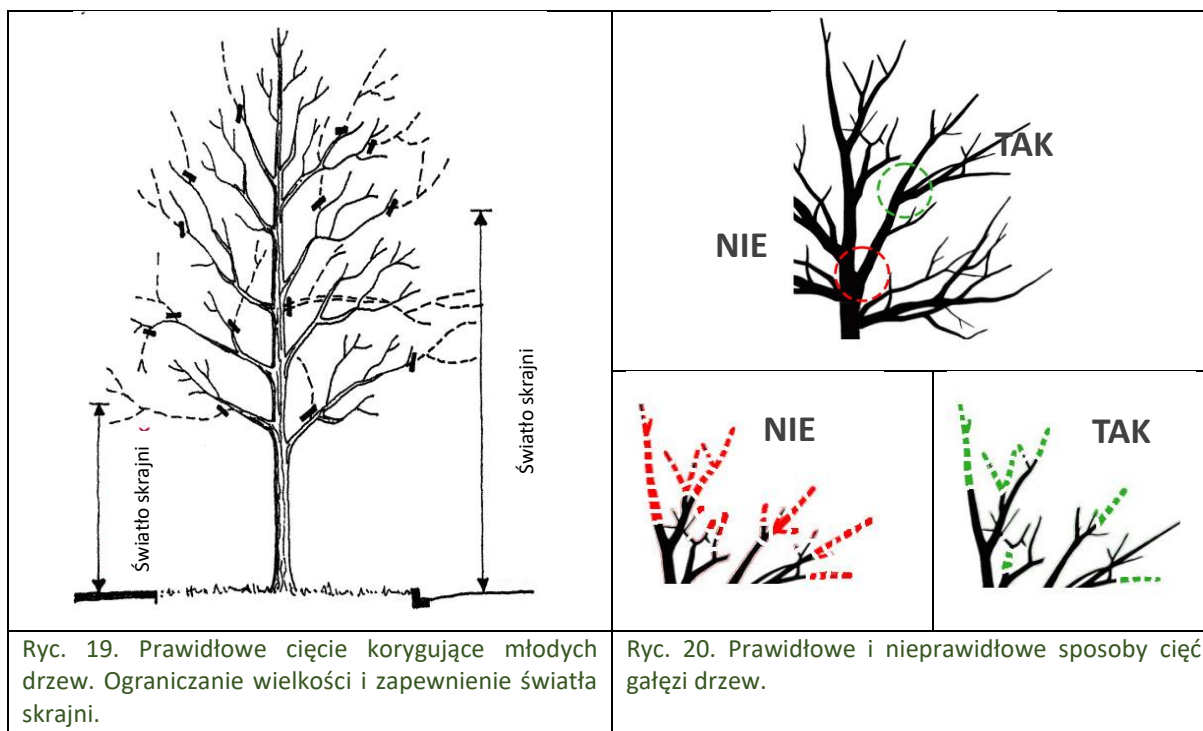 Światło skrajni
Światło skrajni
Ryc. 19. Prawidłowe cięcie korygujące młodych
drzew. Ograniczanie wielkości i zapewnienie światła
skrajni.
TAK
NIE
NIE
TAK
Ryc. 20. Prawidłowe i nieprawidłowe sposoby cięć
gałęzi drzew.